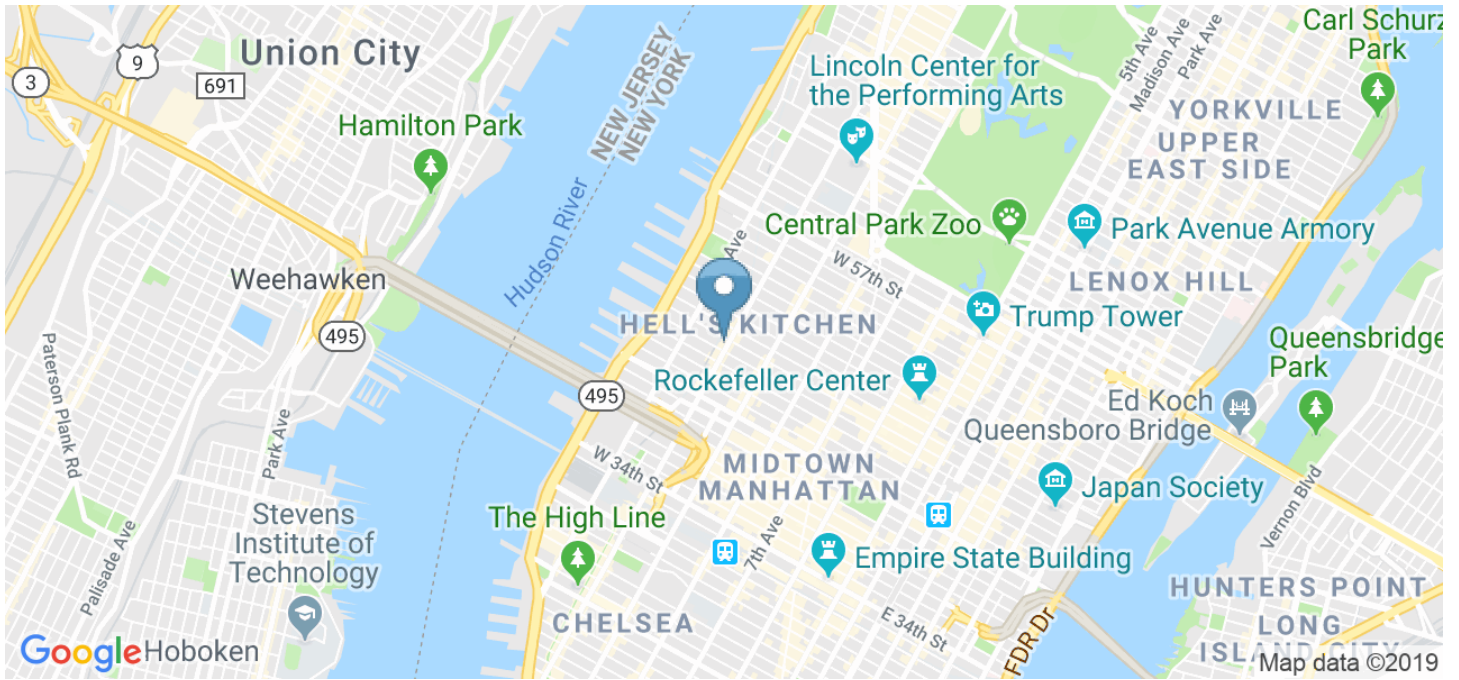 Carl Schurz
Park
Union City
9
3
691
Lincoln Center for
the Performing Arts
5th Ave
Madison Ave
Park Ave
NEW JERSEY
NEW YORK
Hamilton Park
YORKVILLE
UPPER
EAST SIDE
Hudson River
Central Park Zoo
Park Avenue Armory
Ave
W 57th St
Weehawken
LENOX HILL
495
HELL'S KITCHEN
Trump Tower
Queensbridge
Park
Paterson Plank Rd
Rockefeller Center
495
Ed Koch
Queensboro Bridge
Park Ave
W 34th St
MIDTOWN
MANHATTAN
Japan Society
Vernon Blvd
Stevens
Institute of
Technology
The High Line
7th Ave
Empire State Building
Palisade Ave
HUNTERS POINT
LONG
ISLAND CITY
CHELSEA
E 34th St
FDR Dr
Google
Hoboken
Map data ©2019